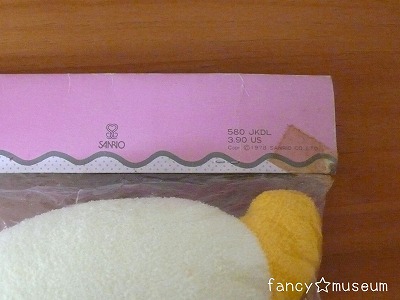 SANRIO
580 JKDL
3.90 US
fancy☆museum